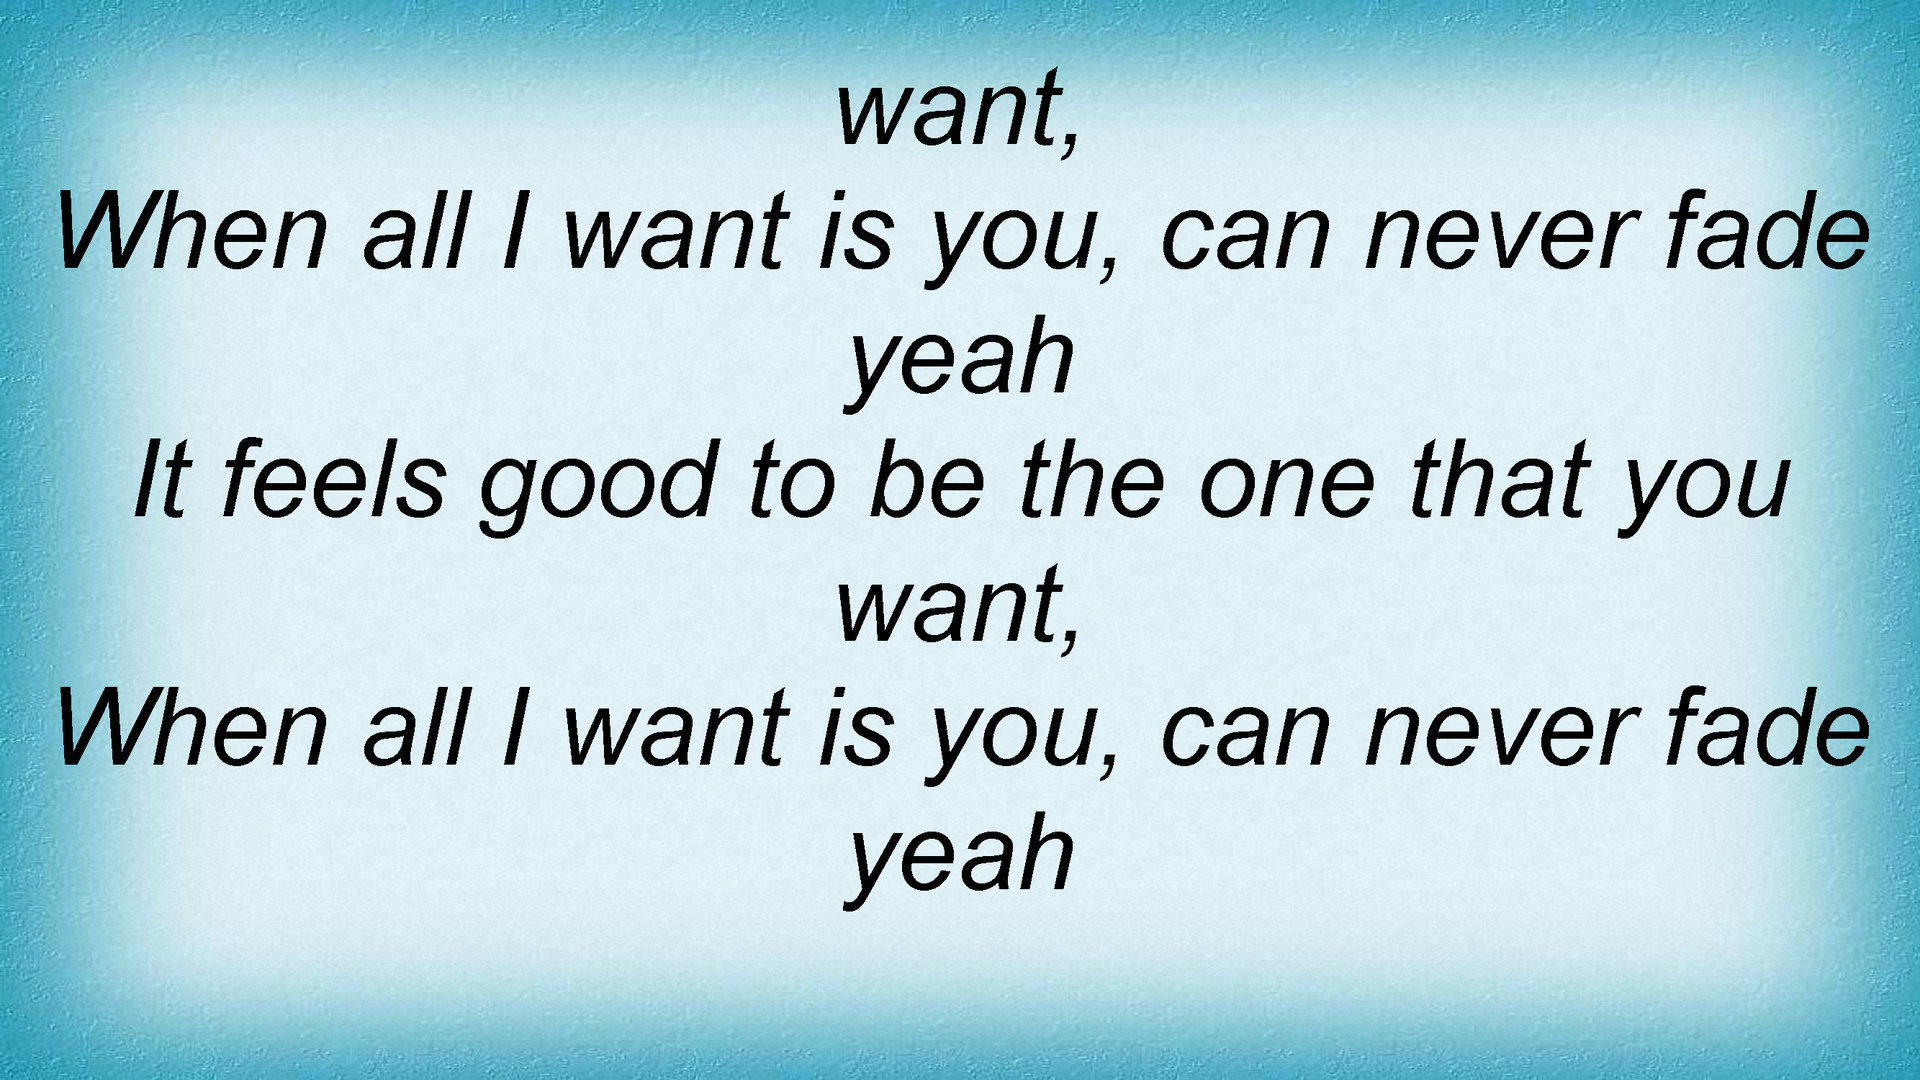 want,
When all I want is you, can never fade
yeah
It feels good to be the one that you
want,
When all I want is you, can never fade
yeah